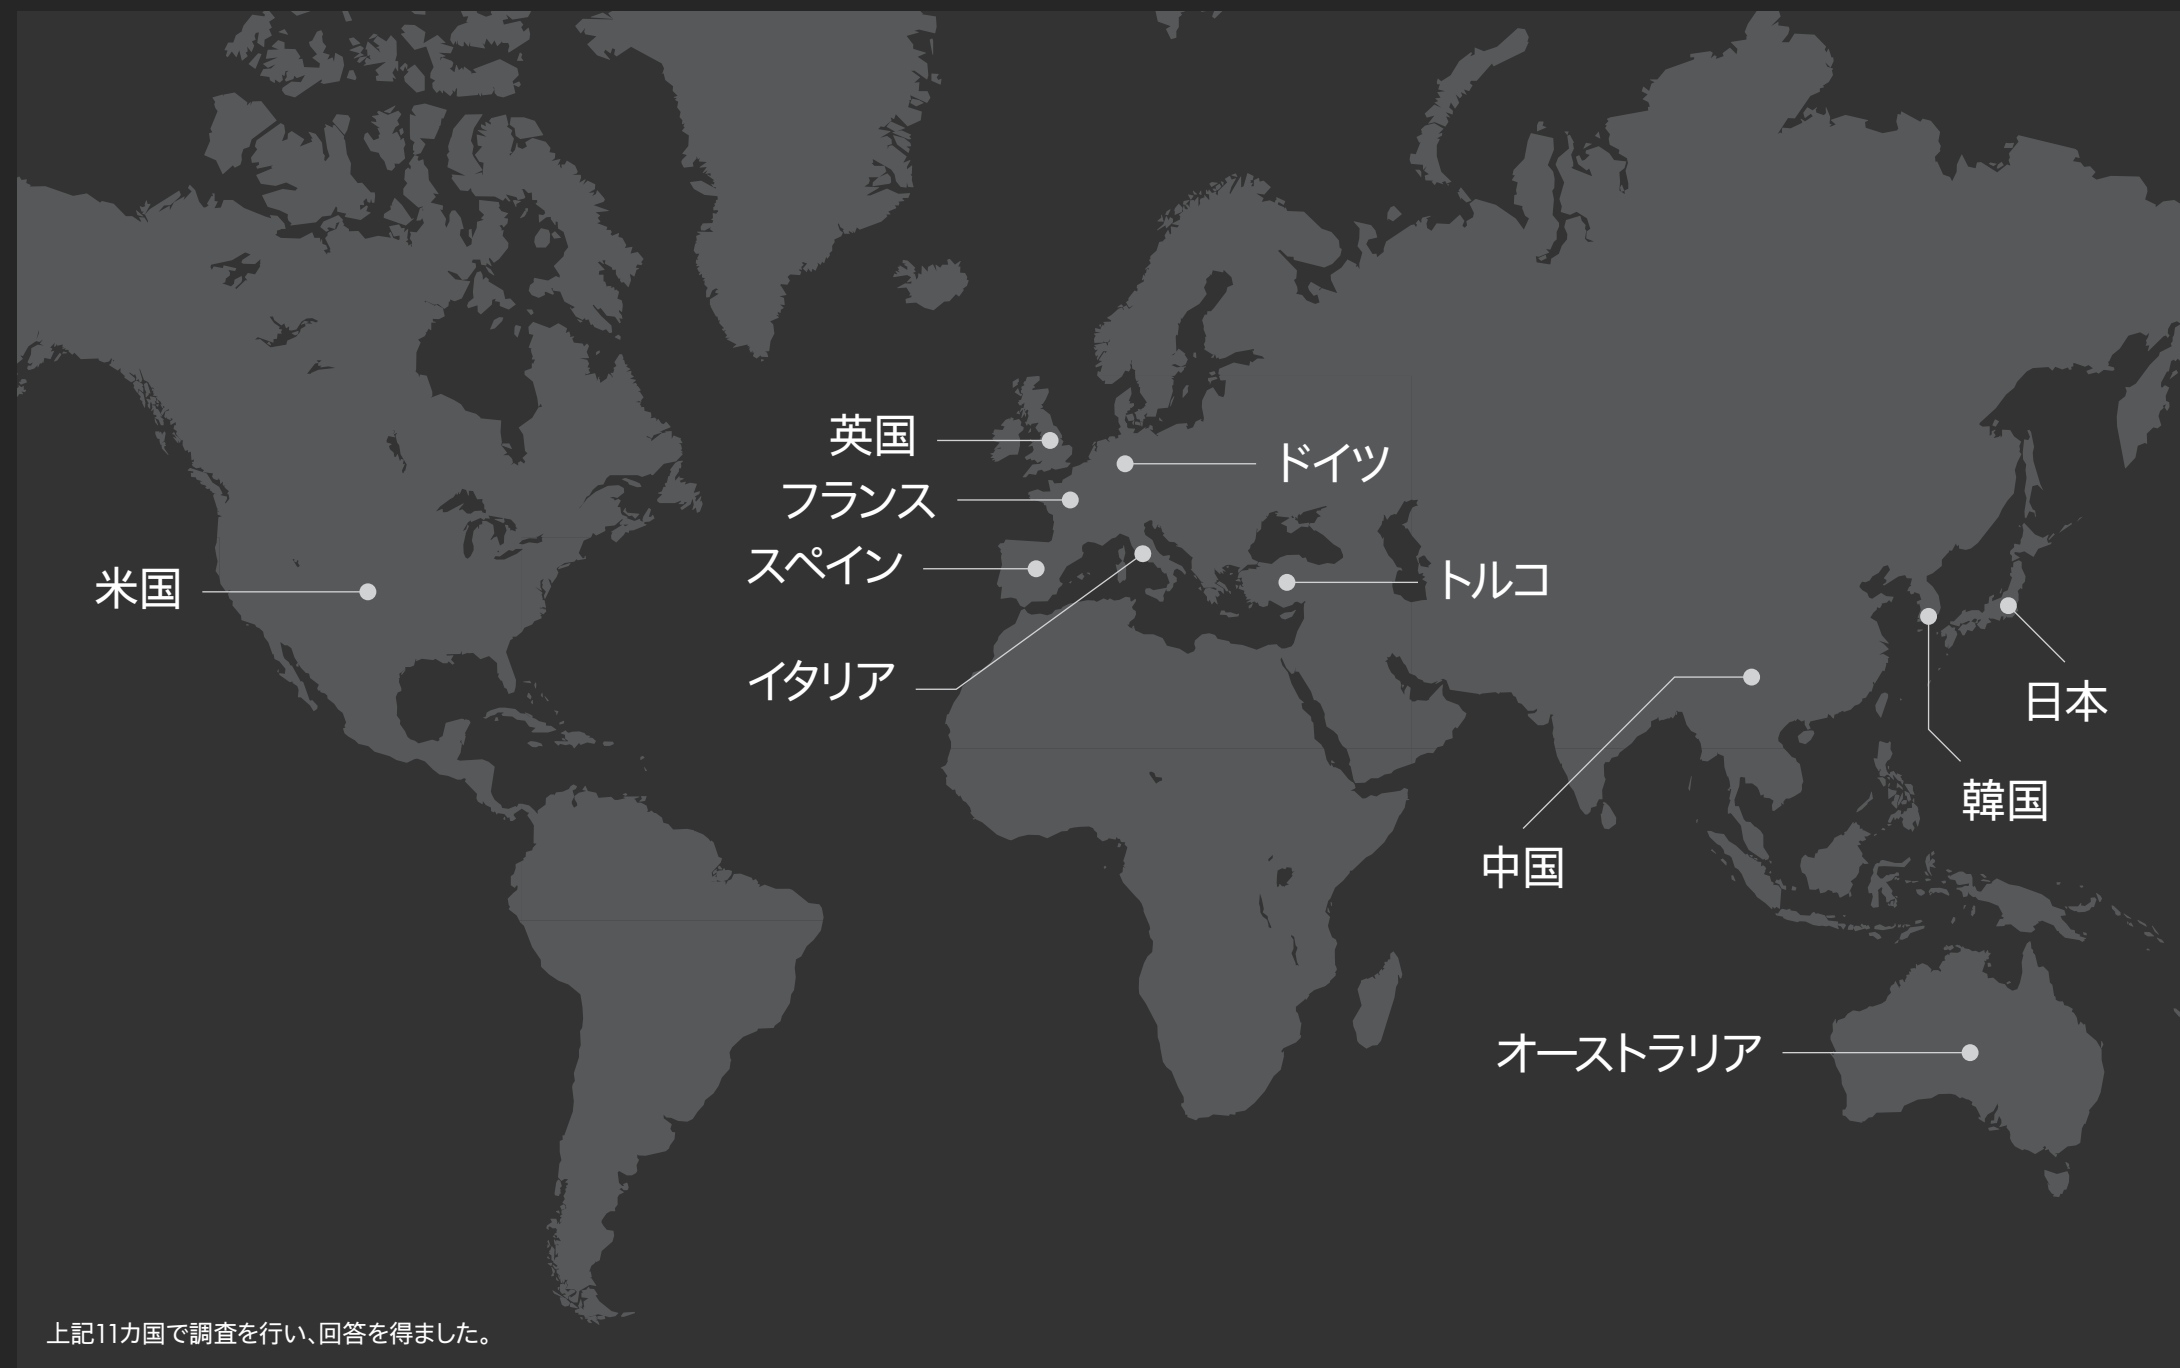 英国
ドイツ
フランス
スペイン
米国
トルコ
イタリア
日本
韓国
中国
オーストラリア
上記11カ国で調査を行い、回答を得ました。